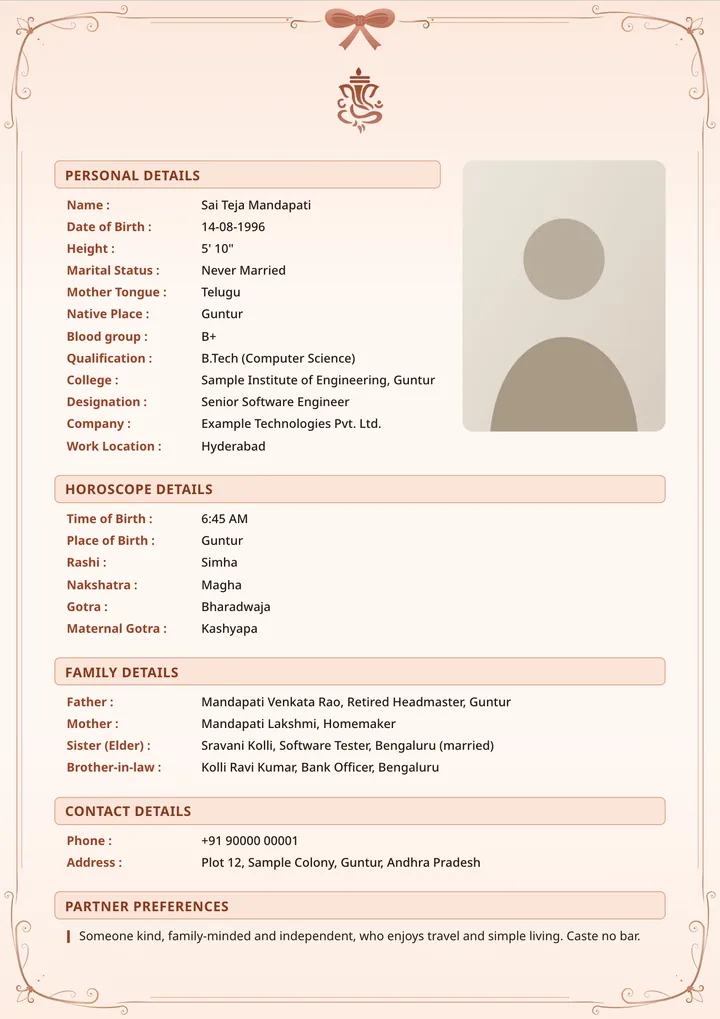 PERSONAL DETAILS
Name : Sai Teja Mandapati
Date of Birth : 14-08-1996
Height : 5' 10"
Marital Status : Never Married
Mother Tongue : Telugu
Native Place : Guntur
Blood group : B+
Qualification : B.Tech (Computer Science)
College : Sample Institute of Engineering, Guntur
Designation : Senior Software Engineer
Company : Example Technologies Pvt. Ltd.
Work Location : Hyderabad
HOROSCOPE DETAILS
Time of Birth : 6:45 AM
Place of Birth : Guntur
Rashi : Simha
Nakshatra : Magha
Gotra : Bharadwaja
Maternal Gotra : Kashyapa
FAMILY DETAILS
Father : Mandapati Venkata Rao, Retired Headmaster, Guntur
Mother : Mandapati Lakshmi, Homemaker
Sister (Elder) : Sravani Kolli, Software Tester, Bengaluru (married)
Brother-in-law : Kolli Ravi Kumar, Bank Officer, Bengaluru
CONTACT DETAILS
Phone : +91 90000 00001
Address : Plot 12, Sample Colony, Guntur, Andhra Pradesh
PARTNER PREFERENCES
Someone kind, family-minded and independent, who enjoys travel and simple living. Caste no bar.